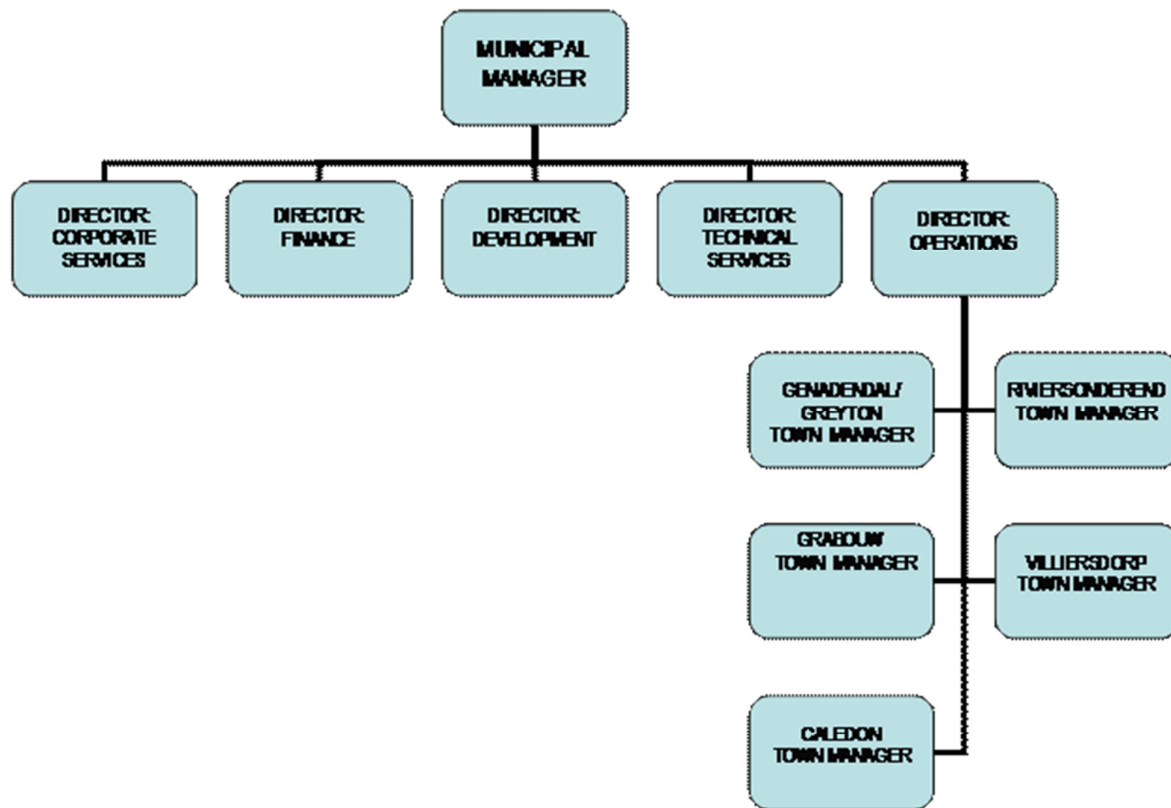 MUNICIPAL
MANAGER
DIRECTOR:
CORPORATE
SERVICES
DIRECTOR:
FINANCE
DIRECTOR:
DEVELOPMENT
DIRECTOR:
TECHNICAL
SERVICES
DIRECTOR:
OPERATIONS
GENADENDAL/
GREYTON
TOWN MANAGER
RIVIERSONDEREND
TOWN MANAGER
GRABOUW/
TOWN MANAGER
VILLIERSDORP
TOWN MANAGER
CALEDON
TOWN MANAGER